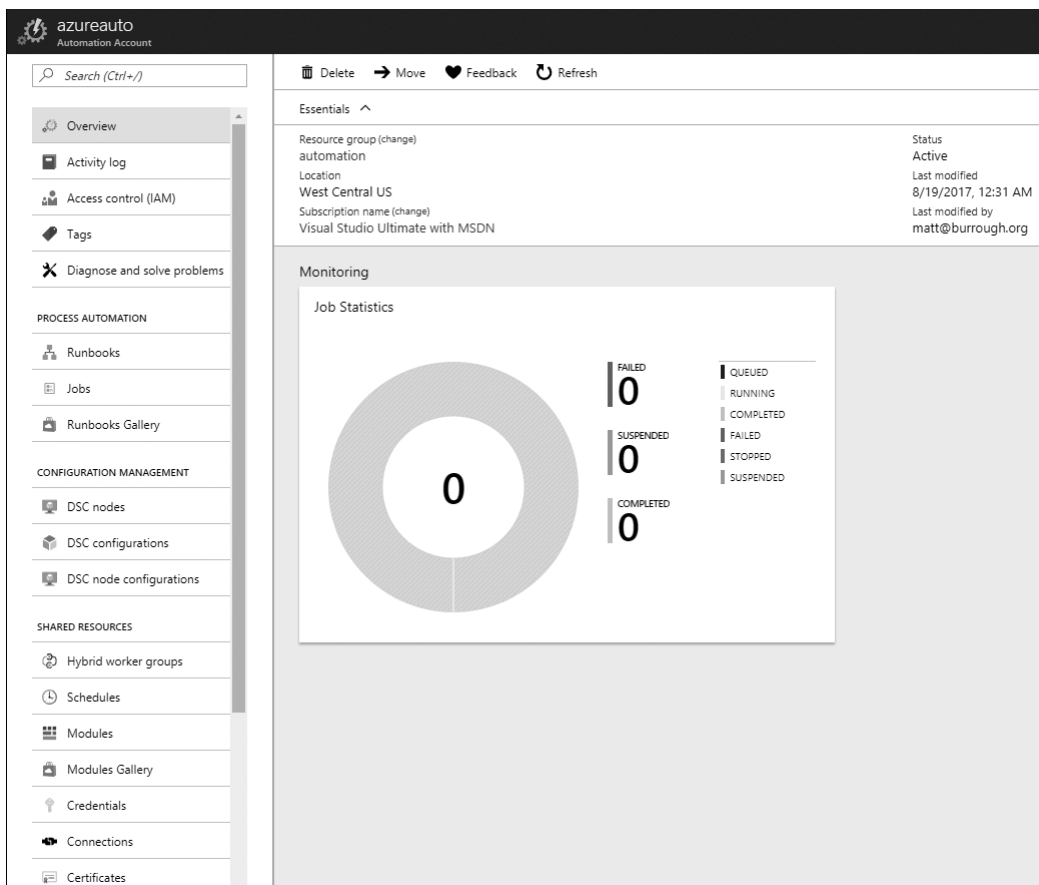 azureauto
Automation Account
Search (Ctrl+/)
Overview
Activity log
Access control (IAM)
Tags
Diagnose and solve problems
PROCESS AUTOMATION
Runbooks
Jobs
Runbooks Gallery
CONFIGURATION MANAGEMENT
DSC nodes
DSC configurations
DSC node configurations
SHARED RESOURCES
Hybrid worker groups
Schedules
Modules
Modules Gallery
Credentials
Connections
Certificates
Delete Move Feedback Refresh
Essentials
Resource group (change)
automation
Location
West Central US
Subscription name (change)
Visual Studio Ultimate with MSDN
Status
Active
Last modified
8/19/2017, 12:31 AM
Last modified by
matt@burrough.org
Monitoring
Job Statistics
0
FAILED
0
SUSPENDED
0
COMPLETED
0
QUEUED
RUNNING
COMPLETED
FAILED
STOPPED
SUSPENDED